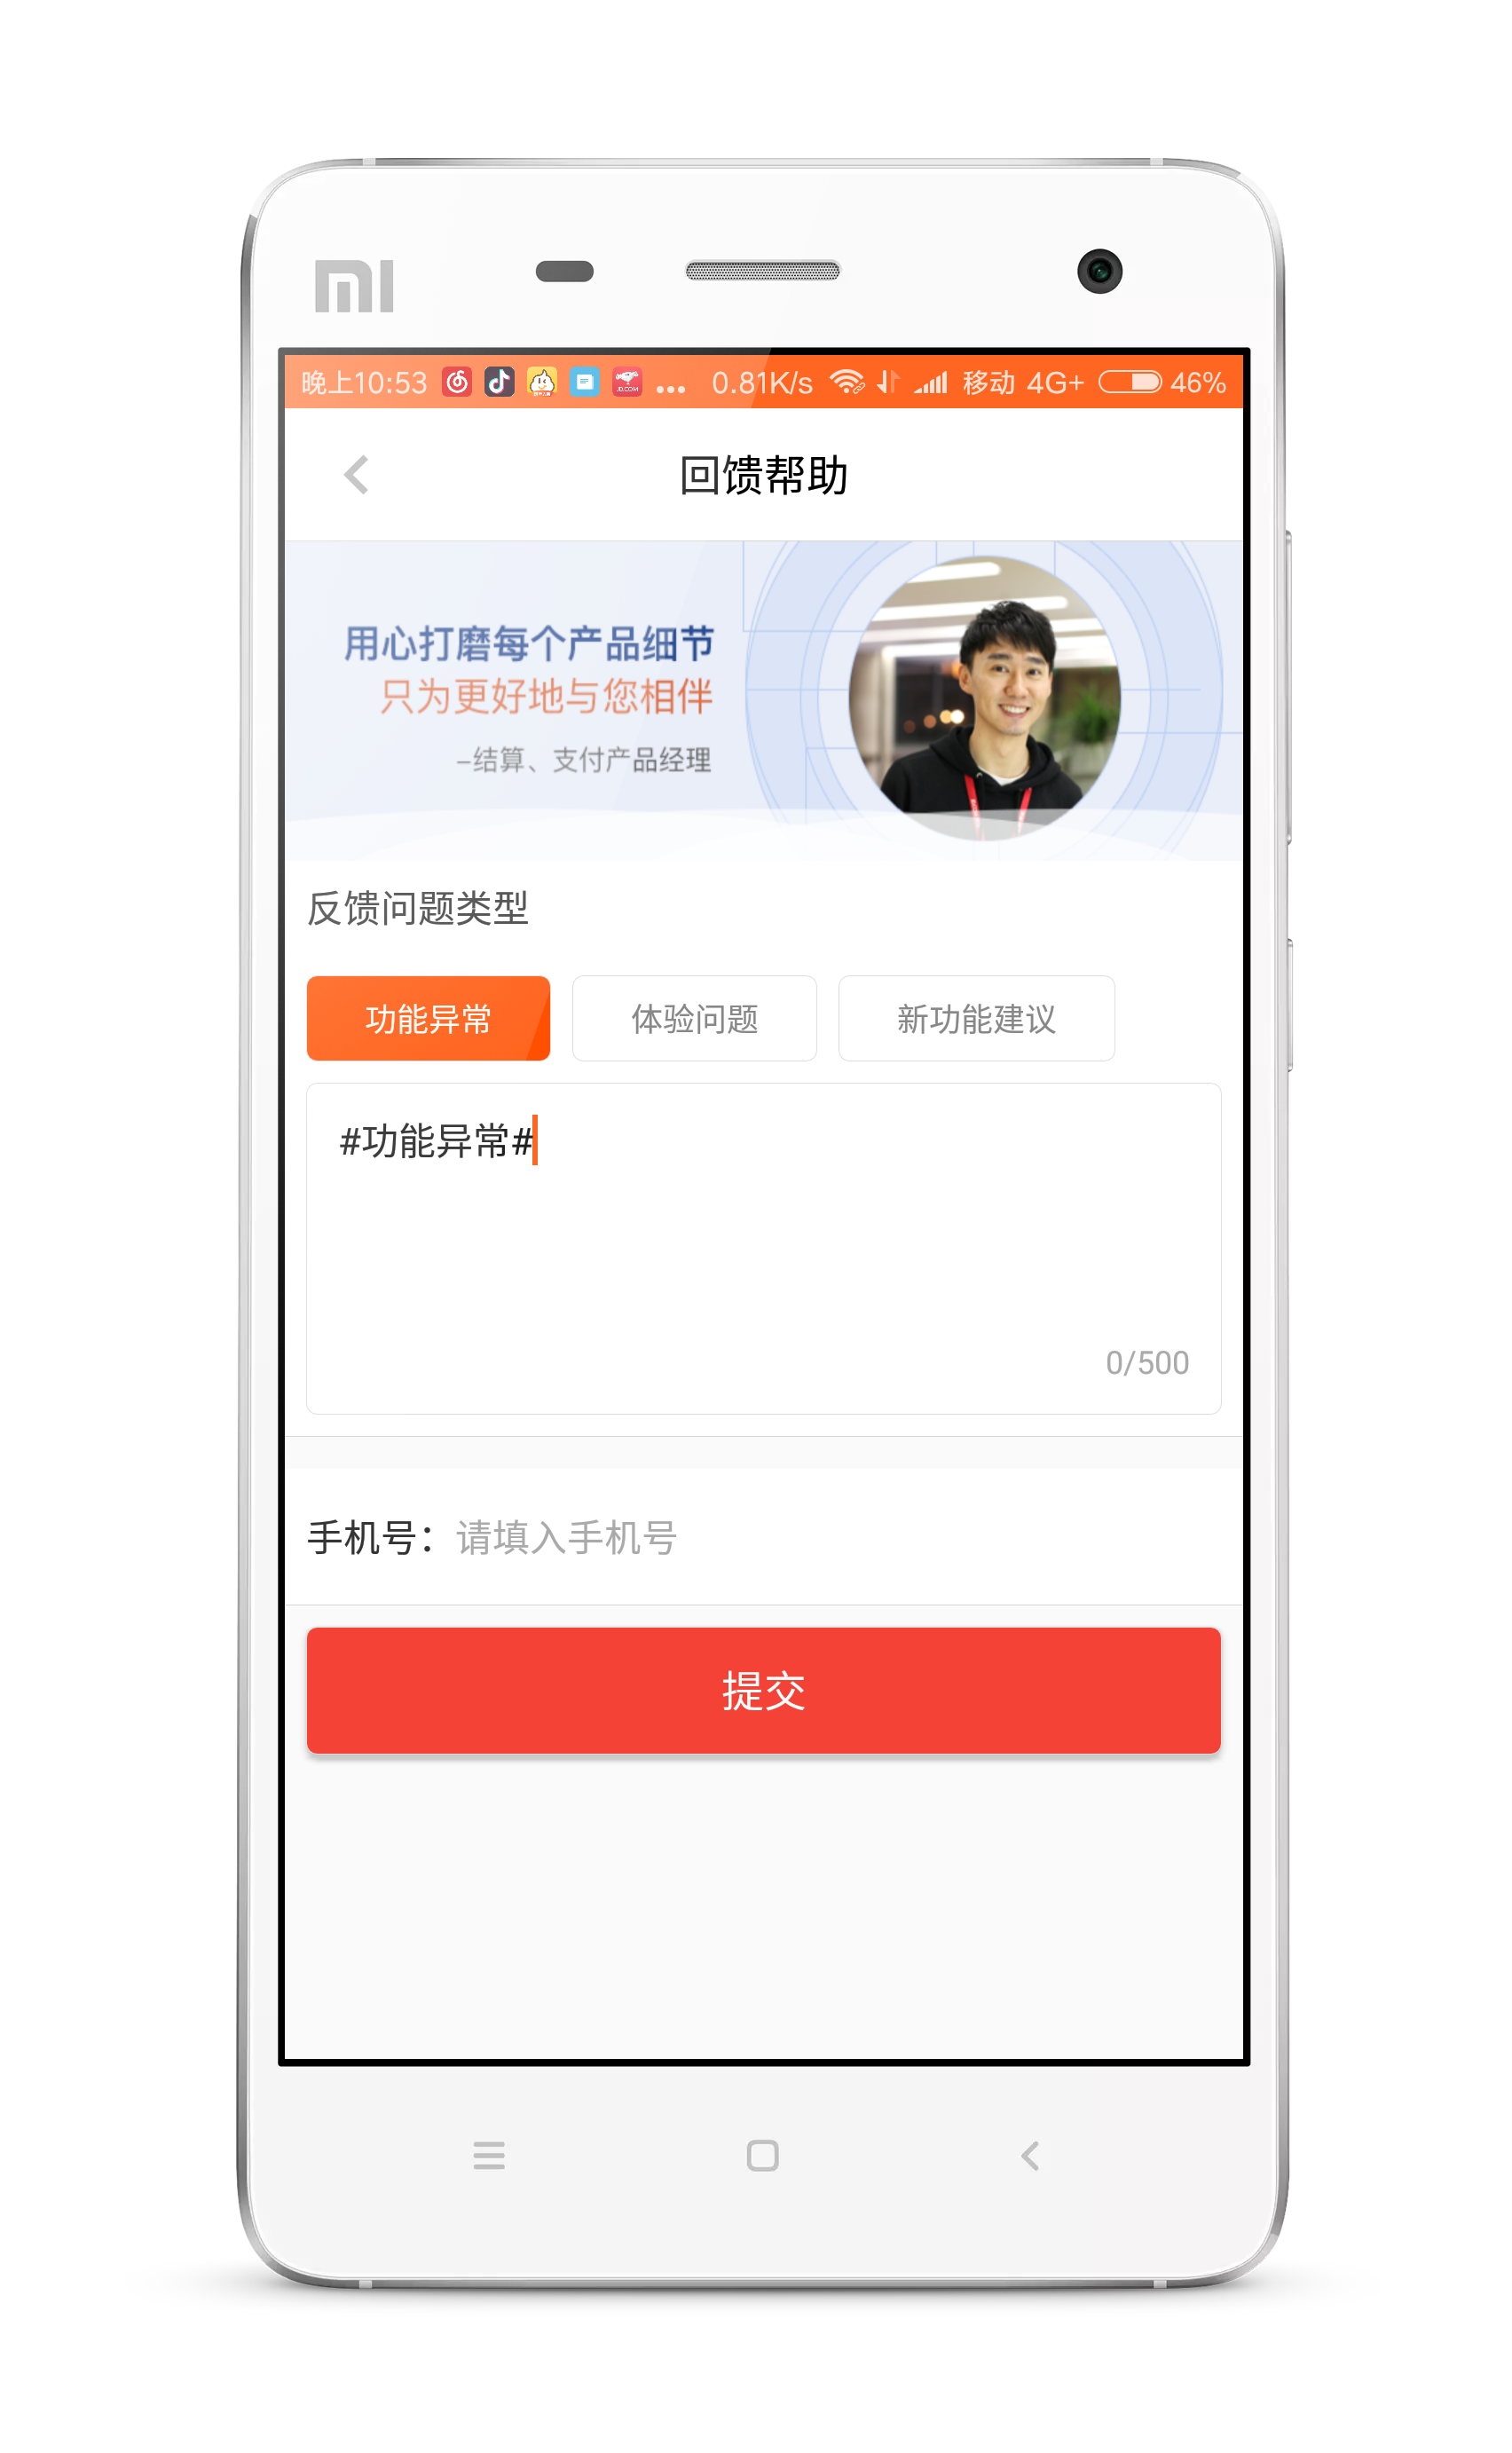 mi
晚上10:53 ... 0.81K/s 移动 4G+ 46%
JD.COM
回馈帮助
用心打磨每个产品细节
只为更好地与您相伴
–结算、支付产品经理
反馈问题类型
功能异常 体验问题 新功能建议
#功能异常#
0/500
手机号： 请填入手机号
提交